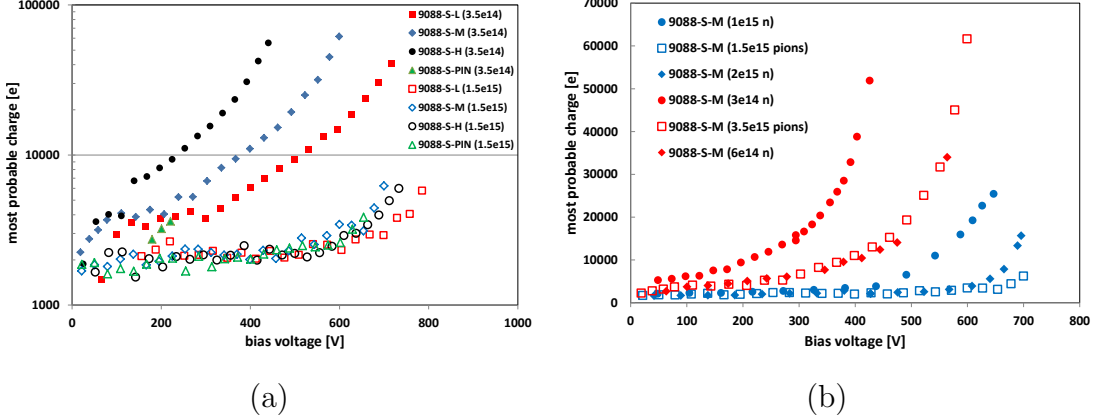 9088-S-L (3.5e14)
9088-S-M (3.5e14)
9088-S-H (3.5e14)
9088-S-PIN (3.5e14)
9088-S-L (1.5e15)
9088-S-M (1.5e15)
9088-S-H (1.5e15)
9088-S-PIN (1.5e15)
most probable charge [e]
100000
10000
1000
0 200 400 600 800 1000
bias voltage [V]
(a)
9088-S-M (1e15 n)
9088-S-M (1.5e15 pions)
9088-S-M (2e15 n)
9088-S-M (3e14 n)
9088-S-M (3.5e15 pions)
9088-S-M (6e14 n)
most probable charge [e]
70000
60000
50000
40000
30000
20000
10000
0
0 100 200 300 400 500 600 700 800
Bias voltage [V]
(b)